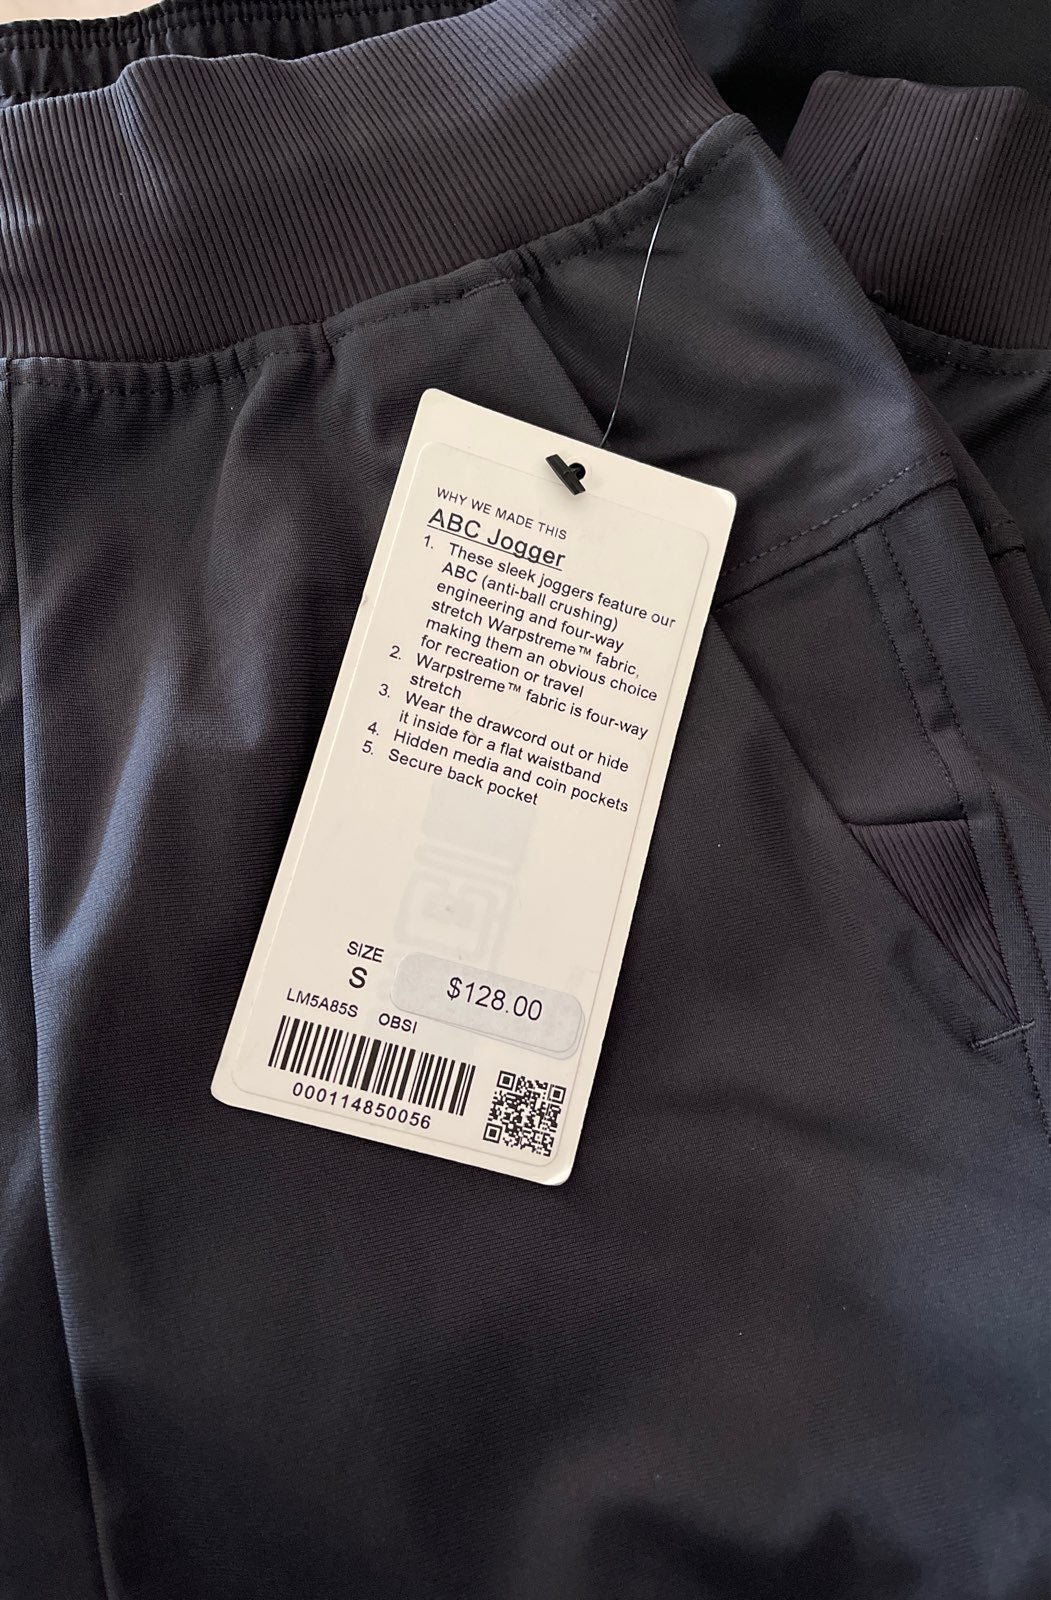 WHY WE MADE THIS
ABC Jogger
1. These sleek joggers feature our
ABC (anti-ball crushing)
engineering and four-way
stretch Warpstreme™ fabric,
making them an obvious choice
for recreation or travel
2. Warpstreme™ fabric is four-way
stretch
3. Wear the drawcord out or hide
it inside for a flat waistband
4. Hidden media and coin pockets
5. Secure back pocket
SIZE
S
$128.00
LM5A85S OBSI
000114850056